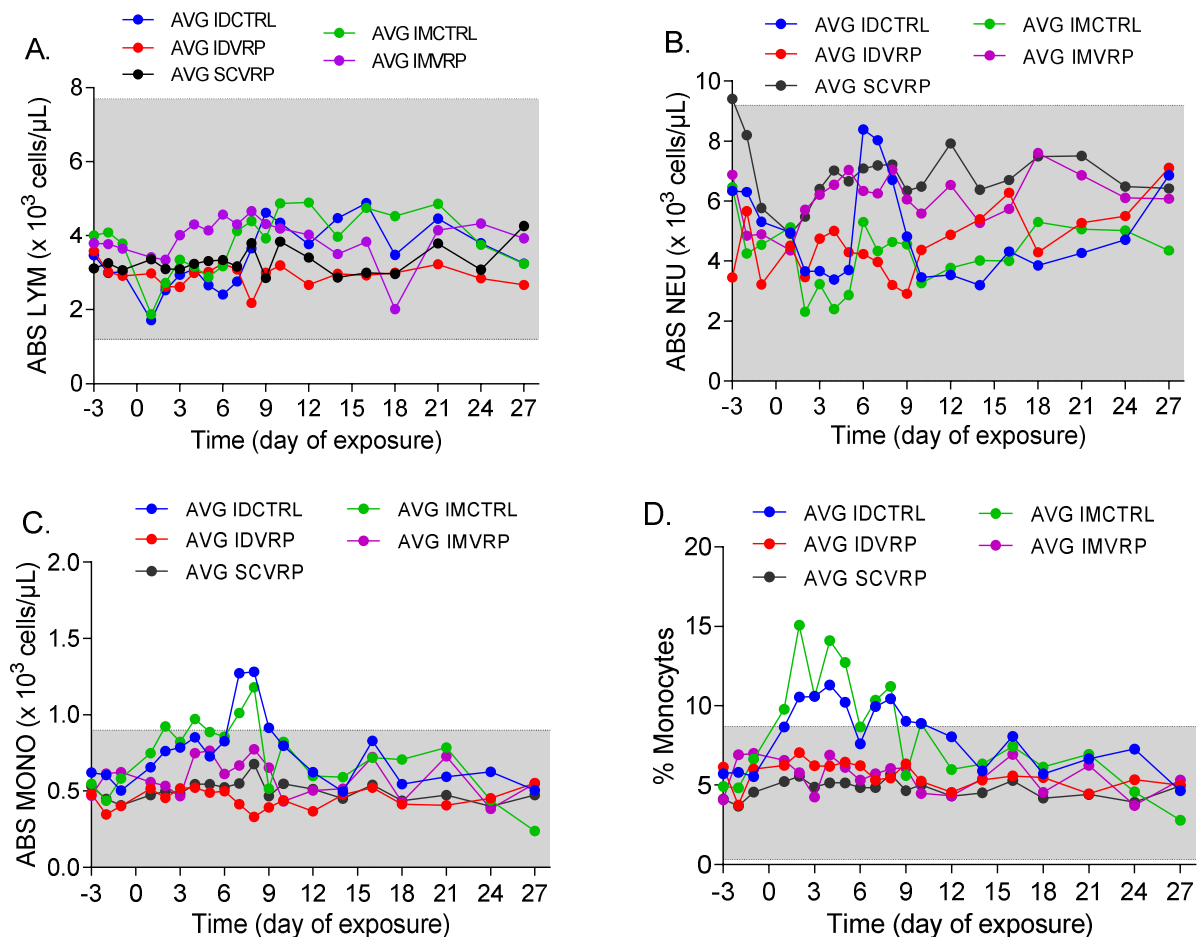 A.
AVG IDCTRL
AVG IDVRP
AVG SCVRP
AVG IMCTRL
AVG IMVRP
ABS LYM (x 10³ cells/µL)
8
6
4
2
0
-3 0 3 6 9 12 15 18 21 24 27
Time (day of exposure)
B.
AVG IDCTRL
AVG IDVRP
AVG SCVRP
AVG IMCTRL
AVG IMVRP
ABS NEU (x 10³ cells/µL)
10
8
6
4
2
0
-3 0 3 6 9 12 15 18 21 24 27
Time (day of exposure)
C.
AVG IDCTRL
AVG IDVRP
AVG SCVRP
AVG IMCTRL
AVG IMVRP
ABS MONO (x 10³ cells/µL)
2.0
1.5
1.0
0.5
0.0
-3 0 3 6 9 12 15 18 21 24 27
Time (day of exposure)
D.
AVG IDCTRL
AVG IDVRP
AVG SCVRP
AVG IMCTRL
AVG IMVRP
% Monocytes
20
15
10
5
0
-3 0 3 6 9 12 15 18 21 24 27
Time (day of exposure)